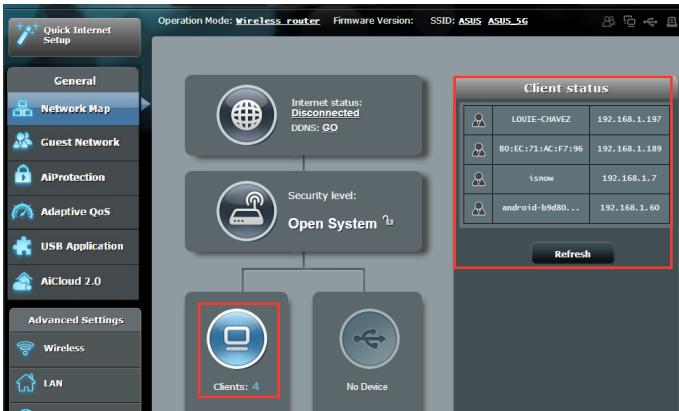 Quick Internet
Setup
Operation Mode: Wireless router Firmware Version: SSID: ASUS ASUS_5G
General
Network Map
Guest Network
AiProtection
Adaptive QoS
USB Application
AiCloud 2.0
Advanced Settings
Wireless
LAN
Internet status:
Disconnected
DDNS: GO
Security level:
Open System
Clients: 4
No Device
Client status
LOUIE-CHAVEZ 192.168.1.197
80:EC:71:AC:F7:96 192.168.1.189
isnow 192.168.1.7
android-b9d80... 192.168.1.60
Refresh